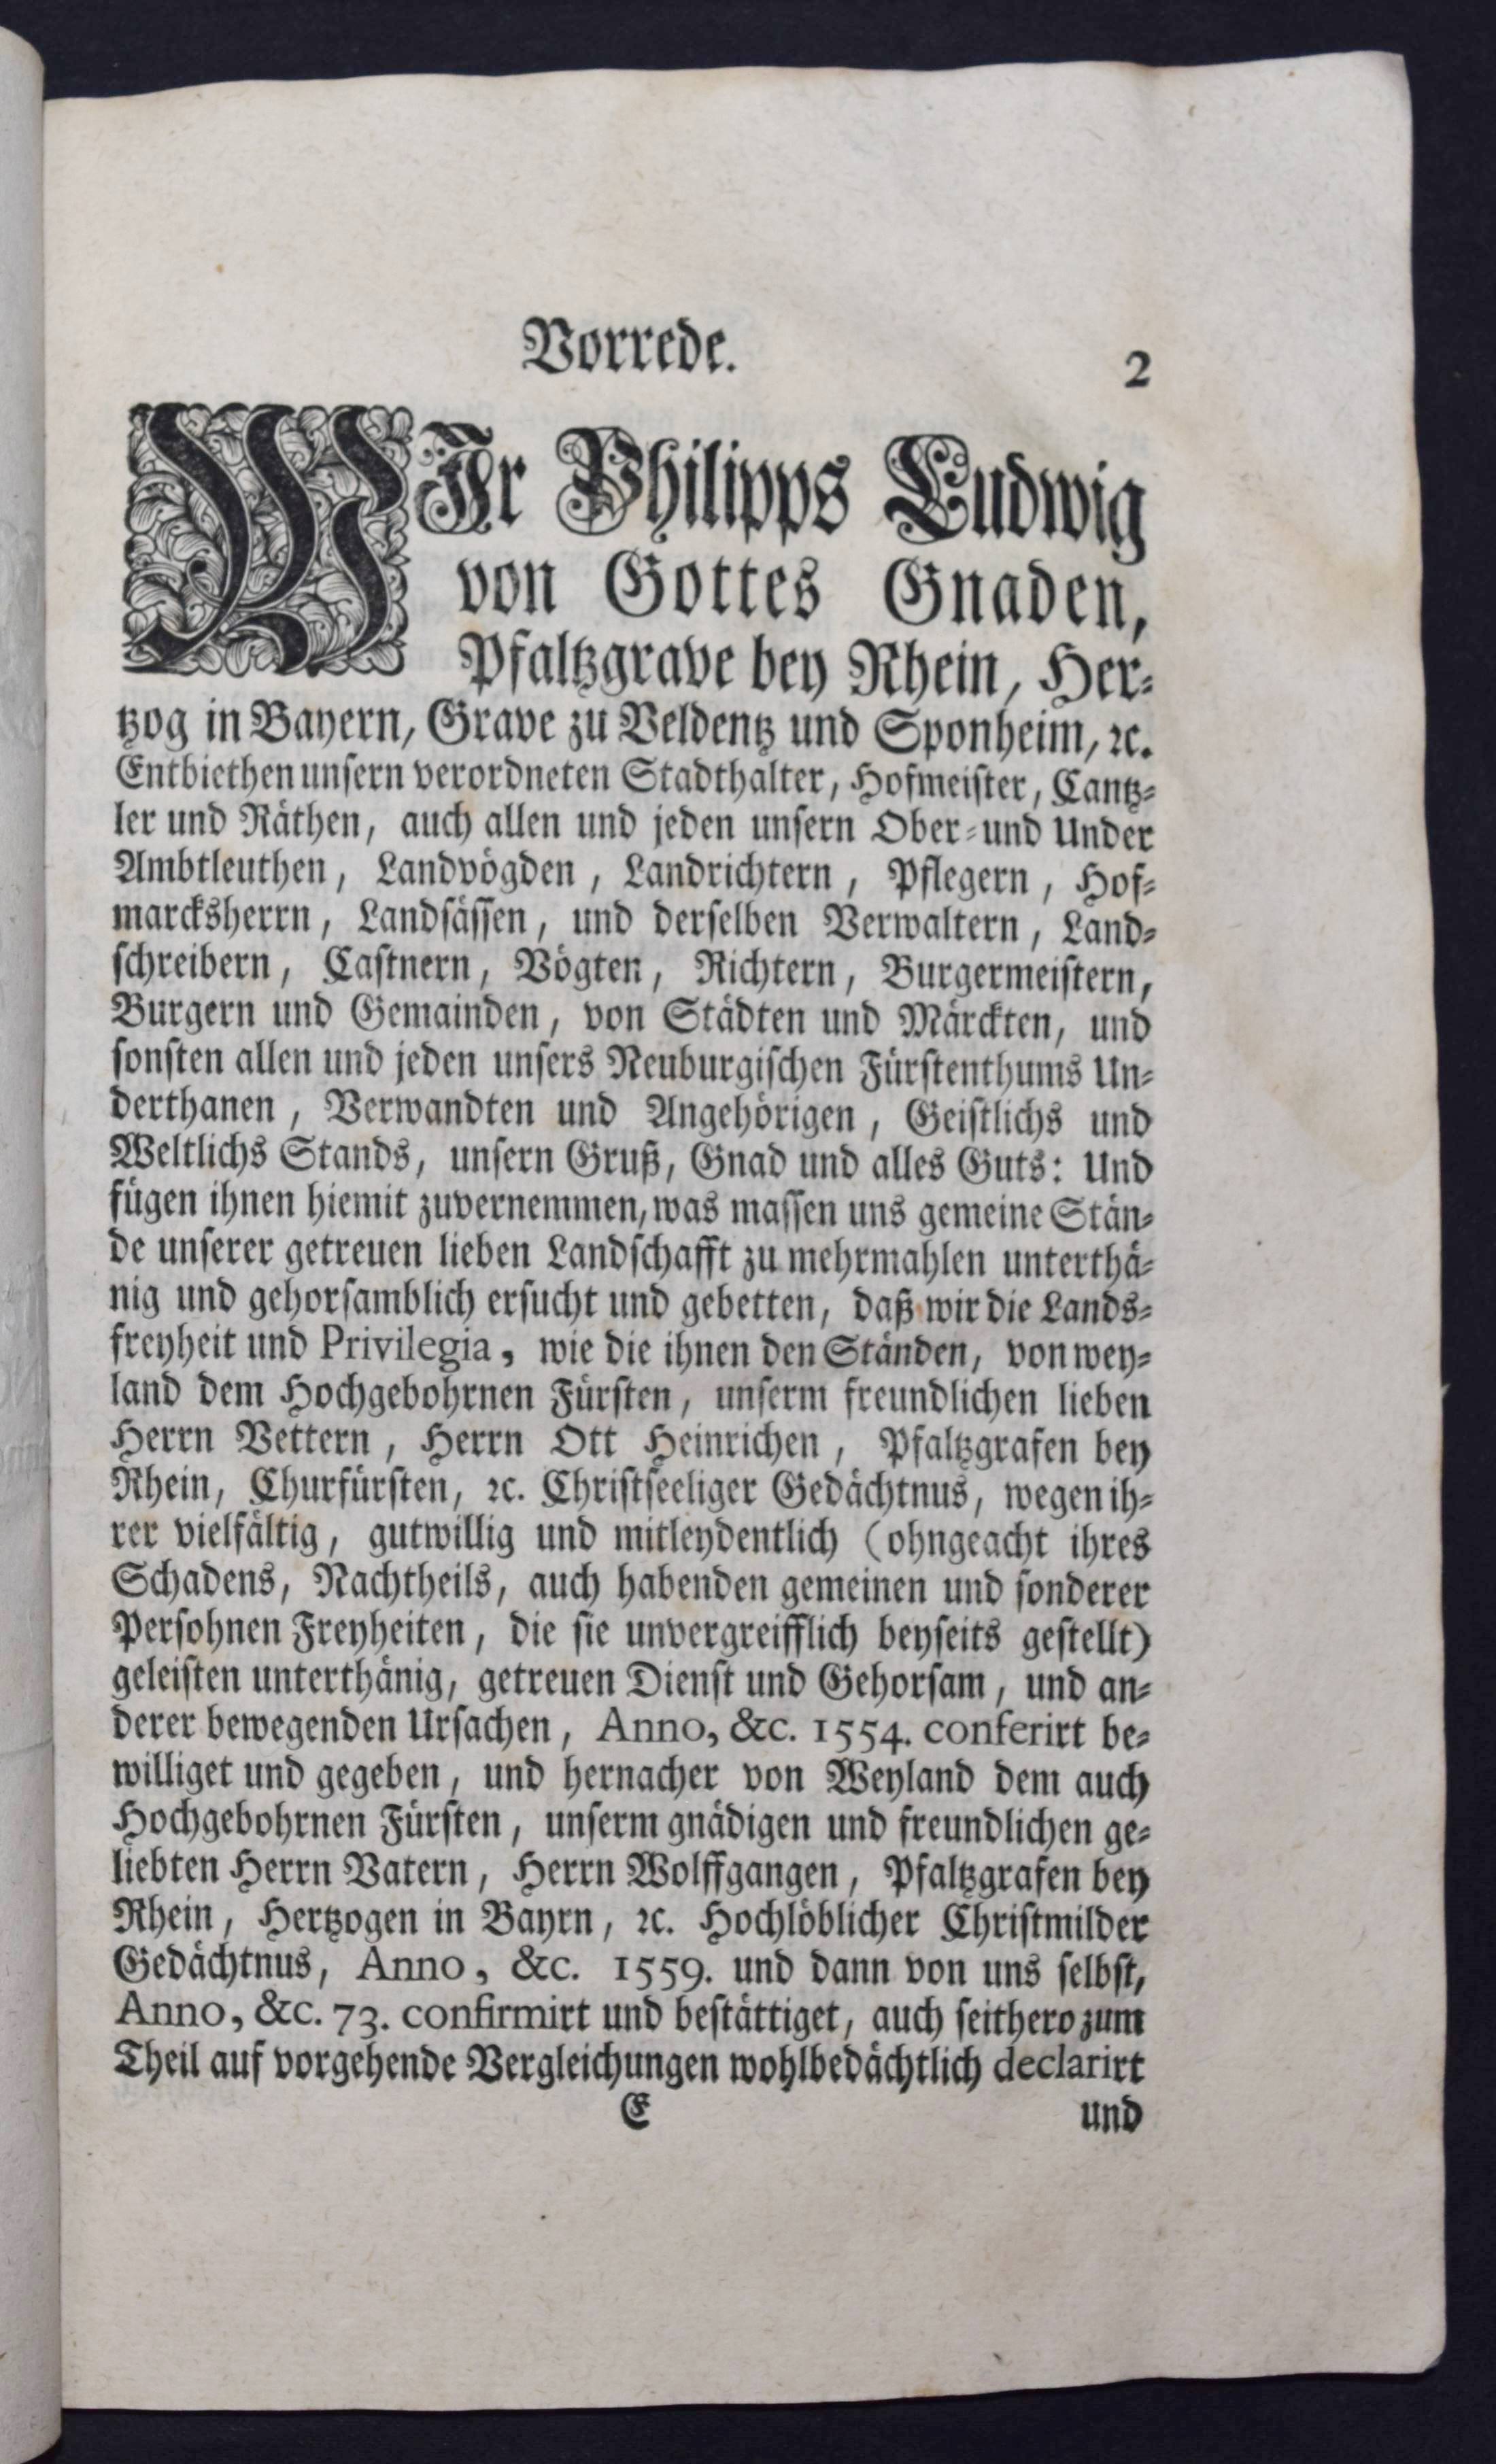 Vorrede.
2
WIr Philipps Ludwig
von Gottes Gnaden,
Pfaltzgrave bey Rhein, Her⸗
tzog in Bayern, Grave zu Veldentz und Sponheim, ꝛc.
Entbiethen unsern verordneten Stadthalter, Hofmeister, Cantz⸗
ler und Räthen, auch allen und jeden unsern Ober⸗und Under
Ambtleuthen, Landvögden, Landrichtern, Pflegern, Hof⸗
marcksherrn, Landsässen, und derselben Verwaltern, Land⸗
schreibern, Castnern, Vögten, Richtern, Burgermeistern,
Burgern und Gemainden, von Städten und Märckten, und
sonsten allen und jeden unsers Neuburgischen Fürstenthums Un⸗
derthanen, Verwandten und Angehörigen, Geistlichs und
Weltlichs Stands, unsern Gruß, Gnad und alles Guts: Und
fügen ihnen hiemit zuvernemmen, was massen uns gemeine Stän⸗
de unserer getreuen lieben Landschafft zu mehrmahlen unterthä⸗
nig und gehorsamblich ersucht und gebetten, daß wir die Lands⸗
freyheit und Privilegia, wie die ihnen den Ständen, von wey⸗
land dem Hochgebohrnen Fürsten, unserm freundlichen lieben
Herrn Vettern, Herrn Ott Heinrichen, Pfaltzgrafen bey
Rhein, Churfürsten, ꝛc. Christseeliger Gedächtnus, wegen ih⸗
rer vielfältig, gutwillig und mitleydentlich (ohngeacht ihres
Schadens, Nachtheils, auch habenden gemeinen und sonderer
Persohnen Freyheiten, die sie unvergreifflich beyseits gestellt)
geleisten unterthänig, getreuen Dienst und Gehorsam, und an⸗
derer bewegenden Ursachen, Anno, &c. 1554. conferirt be⸗
williget und gegeben, und hernacher von Weyland dem auch
Hochgebohrnen Fürsten, unserm gnädigen und freundlichen ge⸗
liebten Herrn Vatern, Herrn Wolffgangen, Pfaltzgrafen bey
Rhein, Hertzogen in Bayrn, ꝛc. Hochlöblicher Christmilder
Gedächtnus, Anno, &c. 1559. und dann von uns selbst,
Anno, &c. 73. confirmirt und bestättiget, auch seithero zum
Theil auf vorgehende Vergleichungen wohlbedächtlich declarirt
E
und